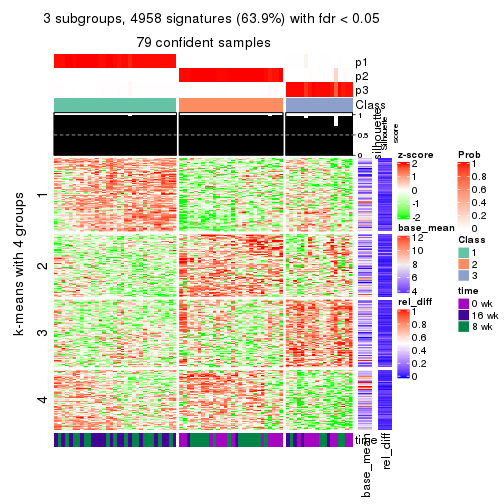 3 subgroups, 4958 signatures (63.9%) with fdr < 0.05
79 confident samples
p1
p2
p3
Class
1
0.5
0
silhouette
Silhouette
score
k-means with 4 groups
1
2
3
4
time
base_mean
rel_diff
z-score
2
1
0
-1
-2
base_mean
12
10
8
6
4
rel_diff
1
0.8
0.6
0.4
0.2
0
Prob
1
0.8
0.6
0.4
0.2
0
Class
1
2
3
time
0 wk
16 wk
8 wk